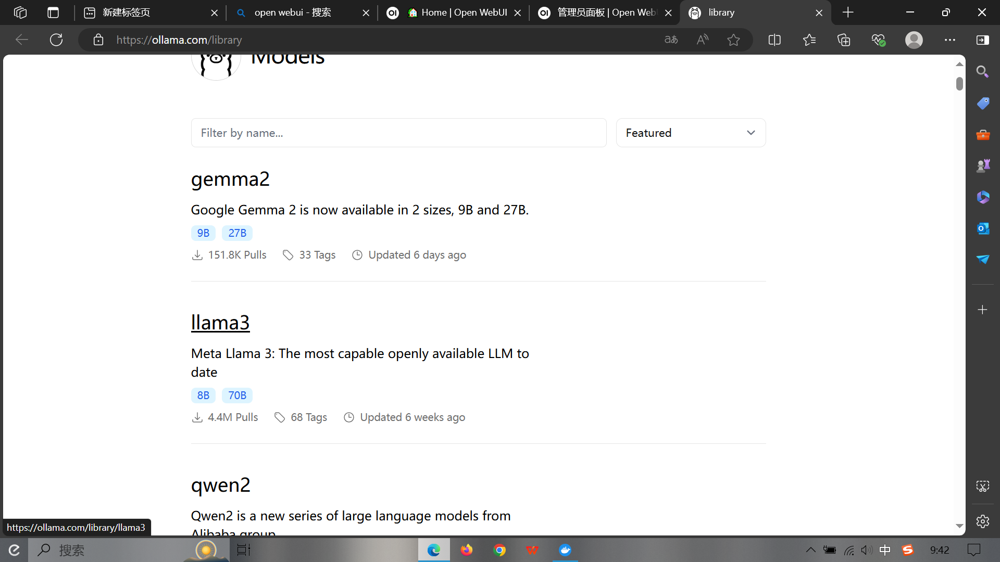 新建标签页
open webui - 搜索
Home | Open WebUI
管理员面板 | Open Web
library
https://ollama.com/library
Models
Filter by name...
Featured
gemma2
Google Gemma 2 is now available in 2 sizes, 9B and 27B.
9B 27B
151.8K Pulls 33 Tags Updated 6 days ago
llama3
Meta Llama 3: The most capable openly available LLM to
date
8B 70B
4.4M Pulls 68 Tags Updated 6 weeks ago
qwen2
Qwen2 is a new series of large language models from
Alibaba group
https://ollama.com/library/llama3
搜索
中
9:42